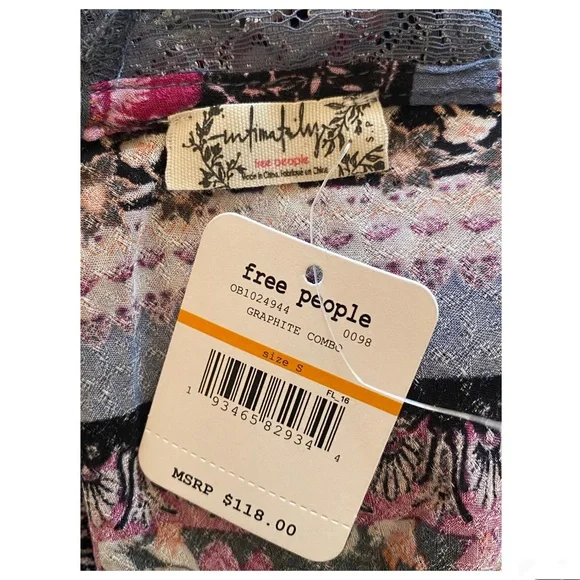 intimately
free people
Made in China. Fabriqué en Chine
S P
free people
OB1024944 0098
GRAPHITE COMBO
size S
FL_16
1 93465 82934 4
MSRP $118.00